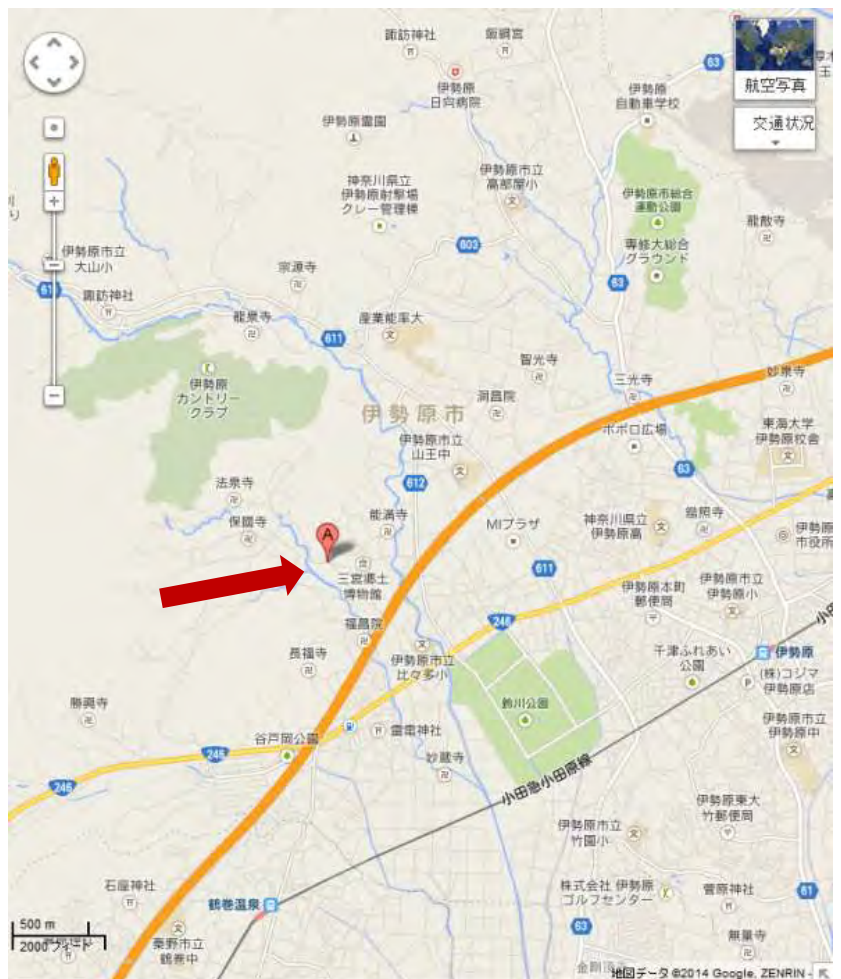 諏訪神社
飯綱宮
63
航空写真
伊勢原
日向病院
伊勢原
自動車学校
交通状況
伊勢原霊園
神奈川県立
伊勢原射撃場
クレー管理棟
伊勢原市立
高部屋小
伊勢原市総合
運動公園
龍散寺
603
専修大総合
グラウンド
伊勢原市立
大山小
宗源寺
63
諏訪神社
龍泉寺
産業能率大
611
智光寺
三光寺
妙泉寺
伊勢原
カントリー
クラブ
洞昌院
伊勢原市
ポポロ広場
東海大学
伊勢原校舎
伊勢原市立
山王中
63
法泉寺
612
保國寺
能満寺
MIプラザ
神奈川県立
伊勢原高
伊勢原
市役所
A
三宮郷土
博物館
611
伊勢原本町
郵便局
伊勢原市立
伊勢原小
福昌院
246
長福寺
伊勢原市立
比々多小
千津ふれあい
公園
伊勢原
(株)コジマ
伊勢原店
勝興寺
鈴川公園
伊勢原市立
伊勢原中
谷戸岡公園
雷電神社
246
妙蔵寺
246
小田急小田原線
伊勢原東大
竹郵便局
伊勢原市立
竹園小
石座神社
鶴巻温泉
株式会社 伊勢原
ゴルフセンター
菅原神社
61
500 m
2000 フィート
秦野市立
鶴巻中
63
無量寺
地図データ ©2014 Google, ZENRIN -